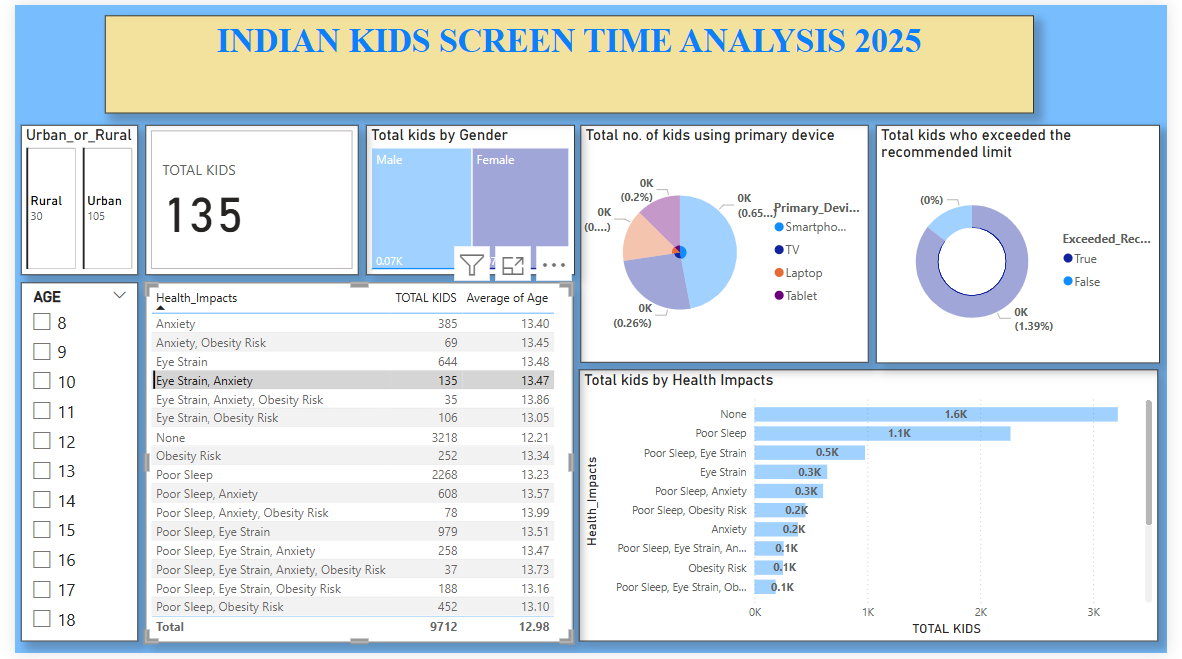 INDIAN KIDS SCREEN TIME ANALYSIS 2025
Urban_or_Rural
Rural
30
Urban
105
TOTAL KIDS
135
Total kids by Gender
Male
Female
0.07K
Total no. of kids using primary device
0K
(0.2%)
0K
(0....)
0K
(0.65...)
0K
(0.26%)
Primary_Devi...
Smartpho...
TV
Laptop
Tablet
Total kids who exceeded the
recommended limit
(0%)
0K
(1.39%)
Exceeded_Rec...
True
False
AGE
8
9
10
11
12
13
14
15
16
17
18
Health_Impacts TOTAL KIDS Average of Age
Anxiety 385 13.40
Anxiety, Obesity Risk 69 13.45
Eye Strain 644 13.48
Eye Strain, Anxiety 135 13.47
Eye Strain, Anxiety, Obesity Risk 35 13.86
Eye Strain, Obesity Risk 106 13.05
None 3218 12.21
Obesity Risk 252 13.34
Poor Sleep 2268 13.23
Poor Sleep, Anxiety 608 13.57
Poor Sleep, Anxiety, Obesity Risk 78 13.99
Poor Sleep, Eye Strain 979 13.51
Poor Sleep, Eye Strain, Anxiety 258 13.47
Poor Sleep, Eye Strain, Anxiety, Obesity Risk 37 13.73
Poor Sleep, Eye Strain, Obesity Risk 188 13.16
Poor Sleep, Obesity Risk 452 13.10
Total 9712 12.98
Total kids by Health Impacts
Health_Impacts
None 1.6K
Poor Sleep 1.1K
Poor Sleep, Eye Strain 0.5K
Eye Strain 0.3K
Poor Sleep, Anxiety 0.3K
Poor Sleep, Obesity Risk 0.2K
Anxiety 0.2K
Poor Sleep, Eye Strain, An... 0.1K
Obesity Risk 0.1K
Poor Sleep, Eye Strain, Ob... 0.1K
0K 1K 2K 3K
TOTAL KIDS